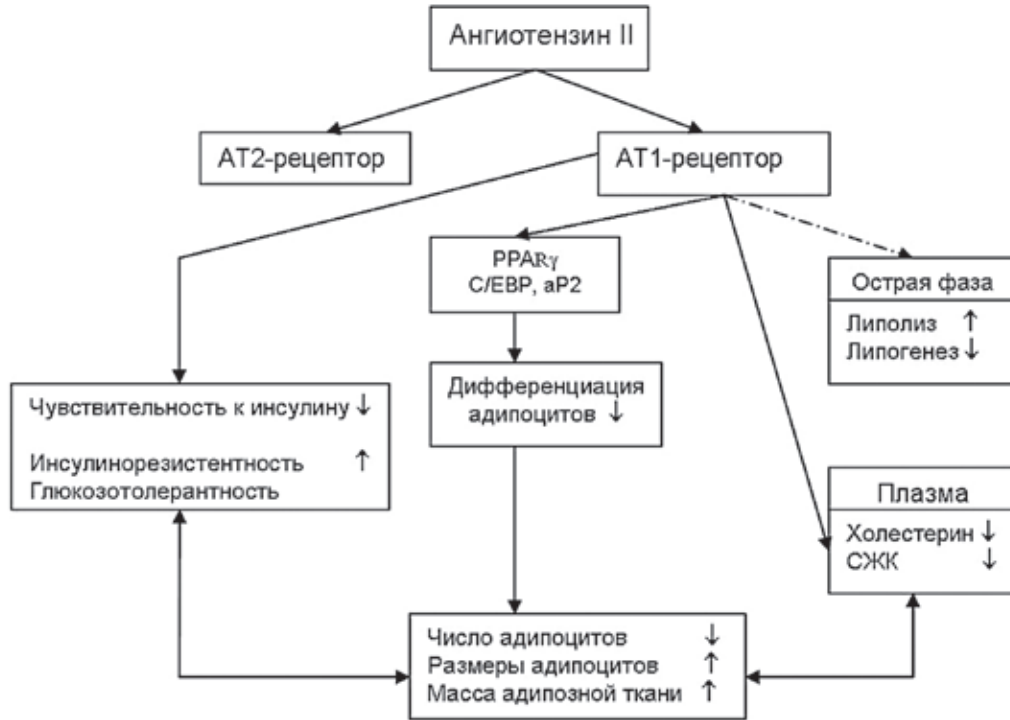 Ангиотензин II
АТ2-рецептор
АТ1-рецептор
PPARγ
C/EBP, aP2
Острая фаза
Липолиз ↑
Липогенез ↓
Дифференциация
адипоцитов ↓
Чувствительность к инсулину ↓
Инсулинорезистентность ↑
Глюкозотолерантность
Плазма
Холестерин ↓
СЖК ↓
Число адипоцитов ↓
Размеры адипоцитов ↑
Масса адипозной ткани ↑